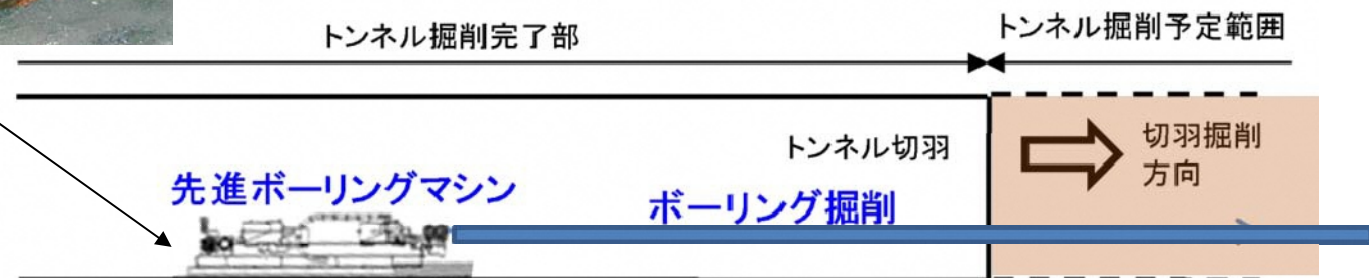 トンネル掘削完了部
トンネル掘削予定範囲
トンネル切羽
切羽掘削
方向
先進ボーリングマシン
ボーリング掘削